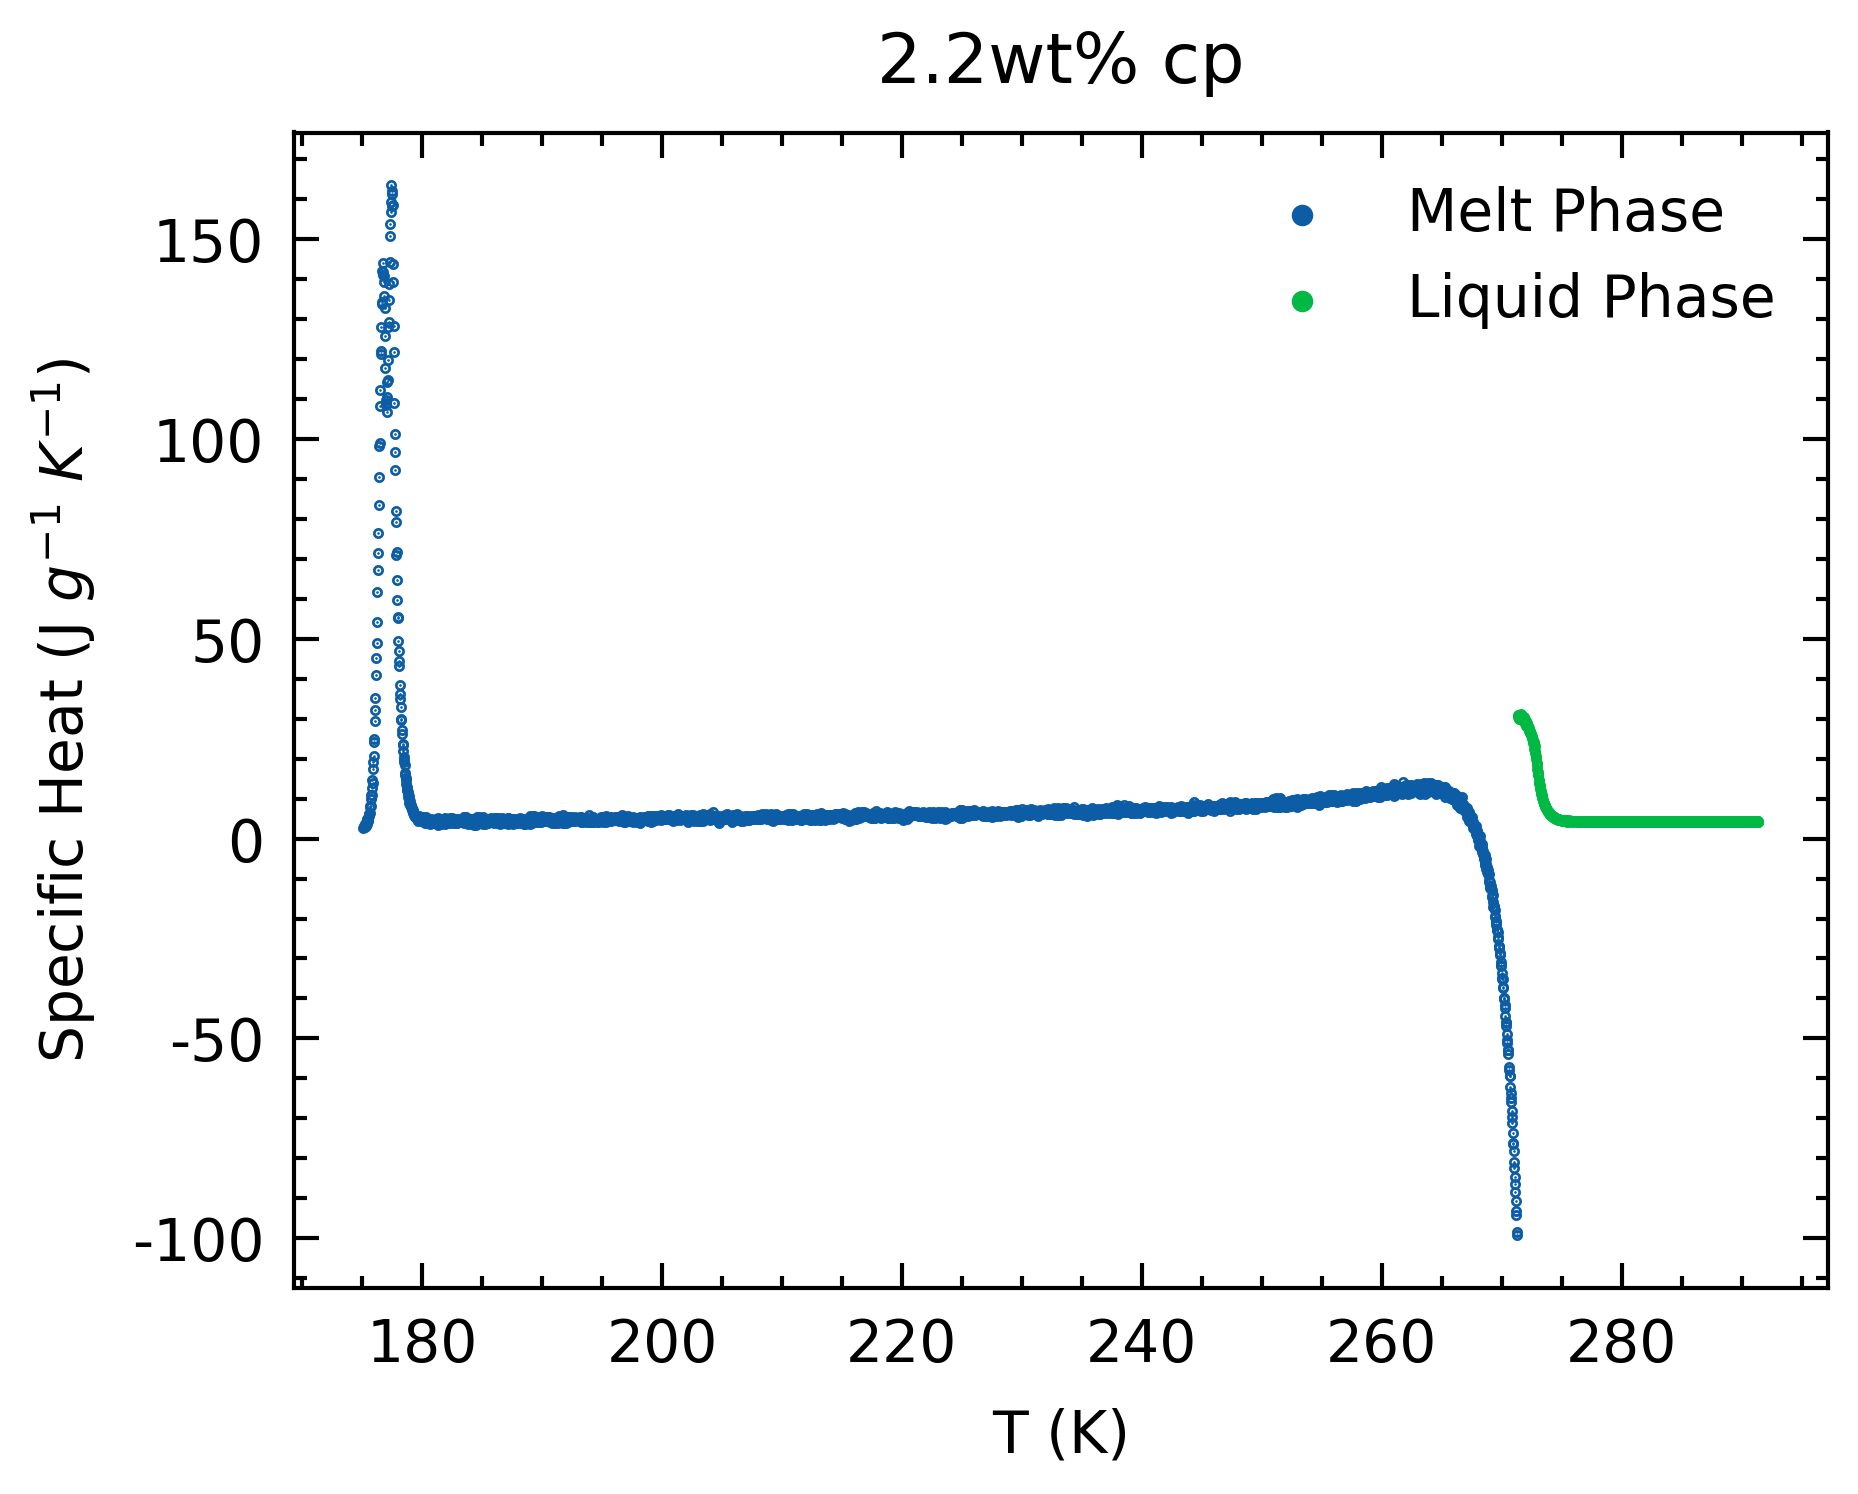 2.2wt% cp
Melt Phase
Liquid Phase
Specific Heat (J g⁻¹ K⁻¹)
150
100
50
0
-50
-100
180 200 220 240 260 280
T (K)